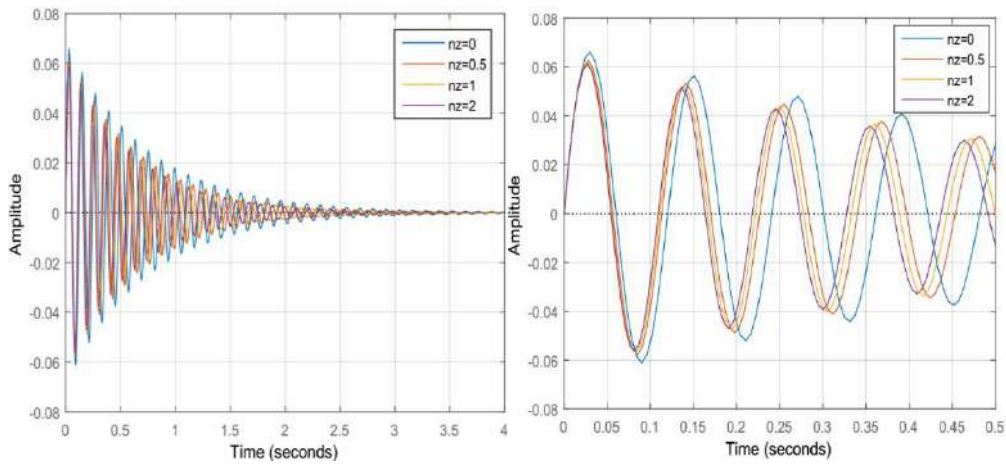 0.08
0.06
0.04
0.02
0
-0.02
-0.04
-0.06
-0.08
Amplitude
0 0.5 1 1.5 2 2.5 3 3.5 4
Time (seconds)
nz=0
nz=0.5
nz=1
nz=2
0.08
0.06
0.04
0.02
0
-0.02
-0.04
-0.06
-0.08
Amplitude
0 0.05 0.1 0.15 0.2 0.25 0.3 0.35 0.4 0.45 0.5
Time (seconds)
nz=0
nz=0.5
nz=1
nz=2